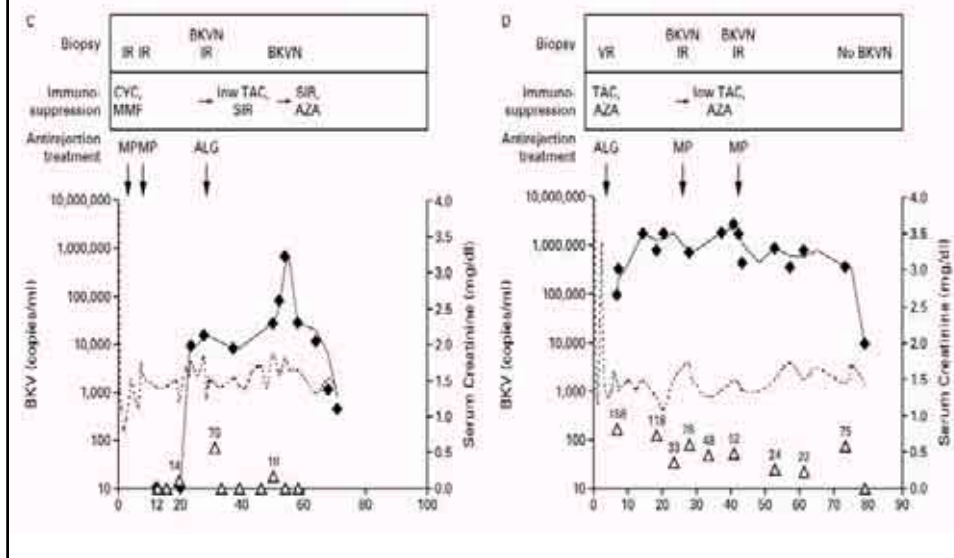 C
Biopsy
IR IR
BKVN
IR
BKVN
Immuno-
suppression
CYC,
MMF
→ low TAC,
SIR
→ SIR,
AZA
Antirejection
treatment
MP MP
ALG
BKV (copies/ml)
10,000,000
1,000,000
100,000
10,000
1,000
100
10
4.0
3.5
3.0
2.5
2.0
1.5
1.0
0.5
0.0
Serum Creatinine (mg/dl)
14
70
18
0
12
20
40
60
80
100
D
Biopsy
VR
BKVN
IR
BKVN
IR
No BKVN
Immuno-
suppression
TAC,
AZA
→ low TAC,
AZA
Antirejection
treatment
ALG
MP
MP
BKV (copies/ml)
10,000,000
1,000,000
100,000
10,000
1,000
100
10
4.0
3.5
3.0
2.5
2.0
1.5
1.0
0.5
0.0
Serum Creatinine (mg/dl)
158
118
33
76
48
52
24
22
75
0
10
20
30
40
50
60
70
80
90